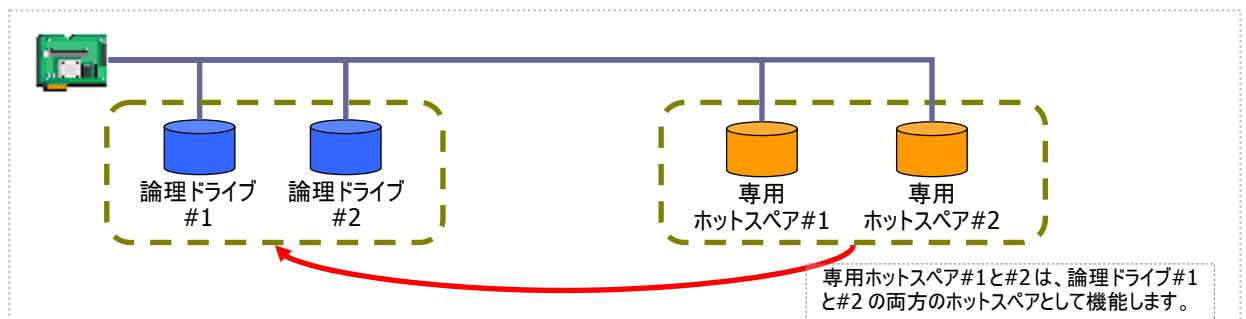 論理ドライブ
#1
論理ドライブ
#2
専用
ホットスペア#1
専用
ホットスペア#2
専用ホットスペア#1と#2は、論理ドライブ#1
と#2 の両方のホットスペアとして機能します。